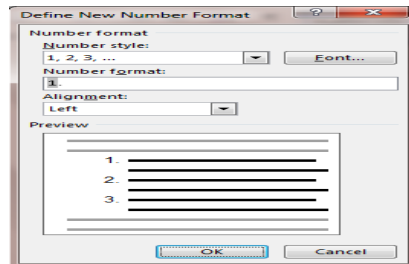 Define New Number Format
Number format
Number style:
1, 2, 3, ...
Font...
Number format:
1.
Alignment:
Left
Preview
1.
2.
3.
OK
Cancel